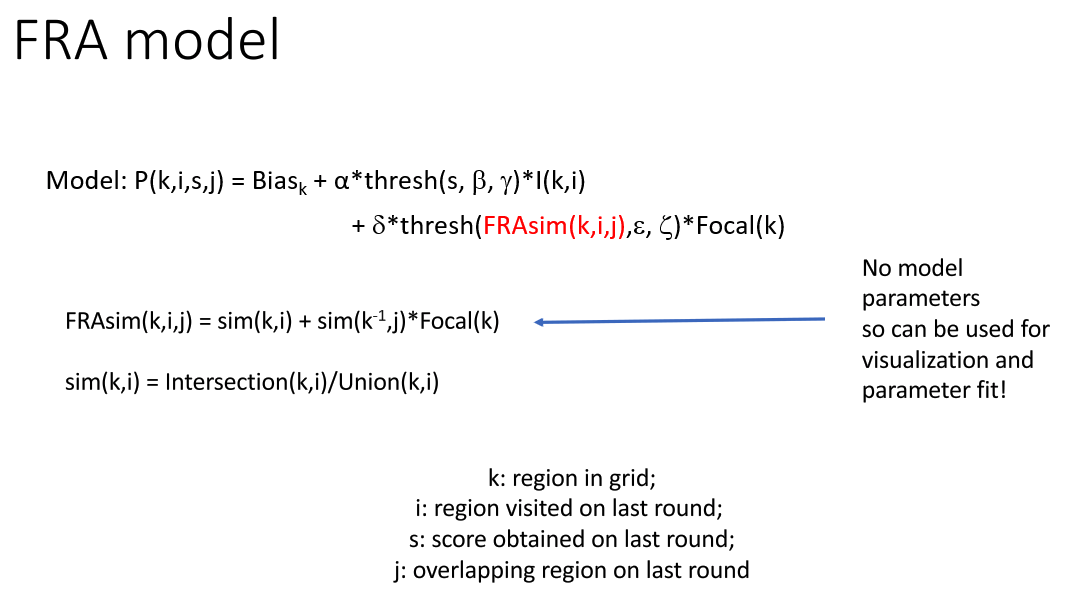 FRA model
Model: P(k,i,s,j) = Biasₖ + α*thresh(s, β, γ)*I(k,i)
+ δ*thresh(FRAsim(k,i,j),ε, ζ)*Focal(k)
No model
parameters
so can be used for
visualization and
parameter fit!
FRAsim(k,i,j) = sim(k,i) + sim(k⁻¹,j)*Focal(k)
sim(k,i) = Intersection(k,i)/Union(k,i)
k: region in grid;
i: region visited on last round;
s: score obtained on last round;
j: overlapping region on last round